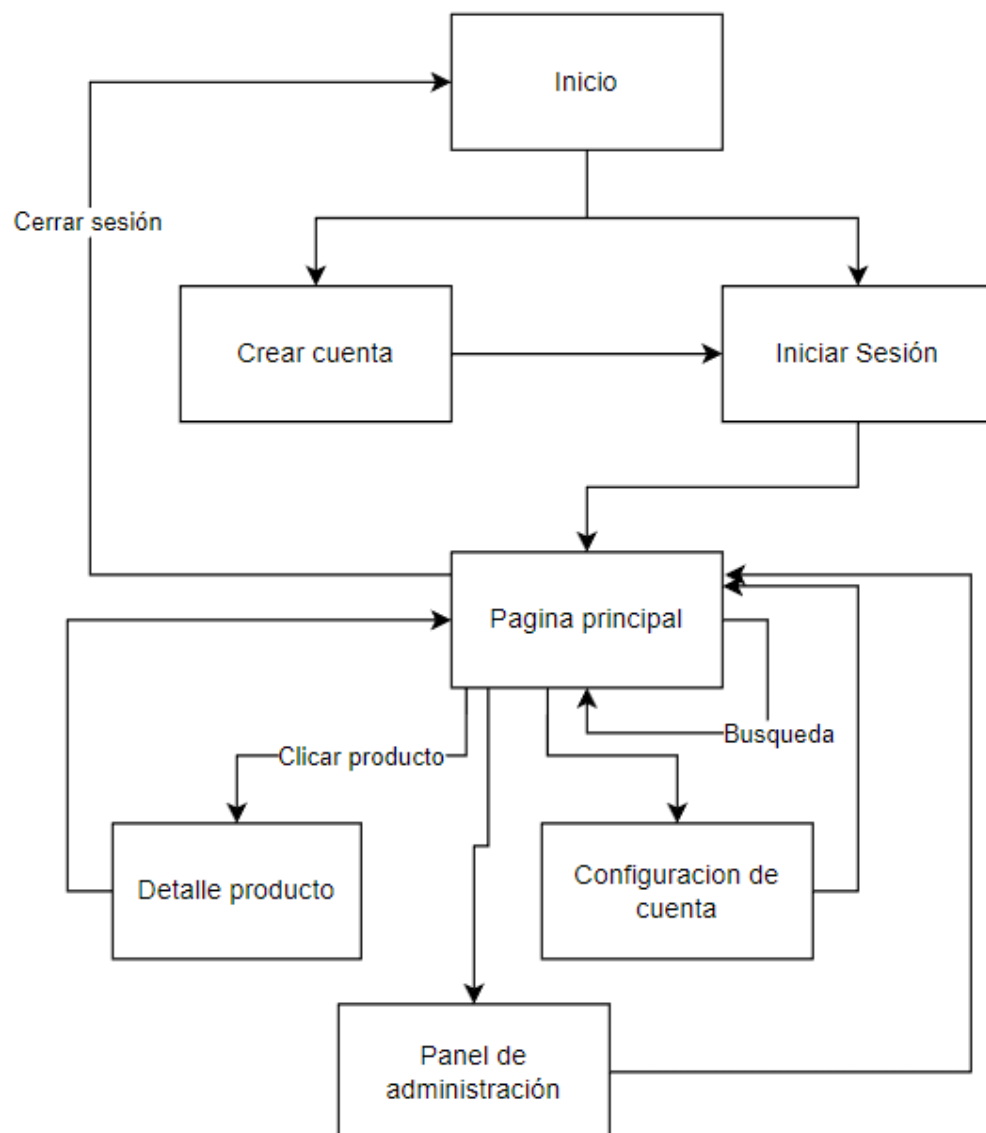 Inicio
Cerrar sesión
Crear cuenta
Iniciar Sesión
Pagina principal
Busqueda
Clicar producto
Detalle producto
Configuracion de
cuenta
Panel de
administración